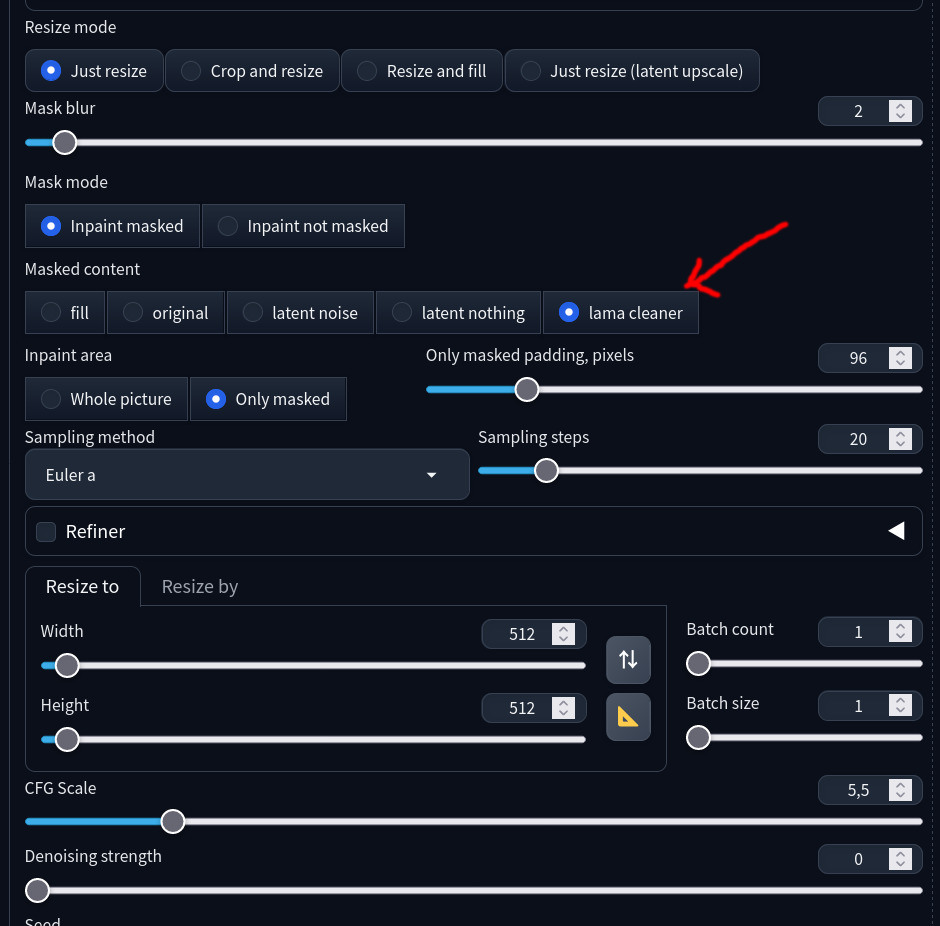 Resize mode
Just resize Crop and resize Resize and fill Just resize (latent upscale)
Mask blur 2
Mask mode
Inpaint masked Inpaint not masked
Masked content
fill original latent noise latent nothing lama cleaner
Inpaint area Only masked padding, pixels 96
Whole picture Only masked
Sampling method Sampling steps 20
Euler a
Refiner
Resize to Resize by
Width 512 Batch count 1
Height 512 Batch size 1
CFG Scale 5,5
Denoising strength 0
Seed